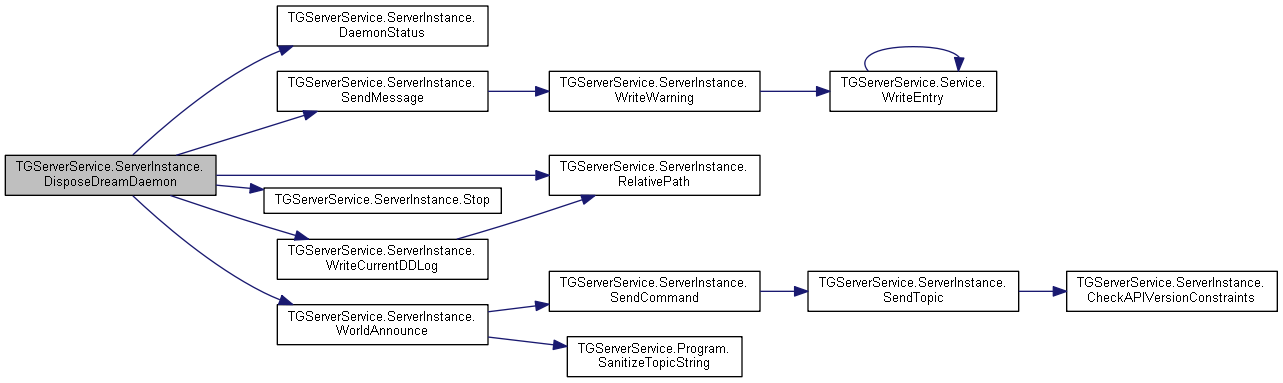 TGServerService.ServerInstance.
DaemonStatus
TGServerService.ServerInstance.
SendMessage
TGServerService.ServerInstance.
WriteWarning
TGServerService.Service.
WriteEntry
TGServerService.ServerInstance.
DisposeDreamDaemon
TGServerService.ServerInstance.
RelativePath
TGServerService.ServerInstance.Stop
TGServerService.ServerInstance.
WriteCurrentDDLog
TGServerService.ServerInstance.
SendCommand
TGServerService.ServerInstance.
SendTopic
TGServerService.ServerInstance.
CheckAPIVersionConstraints
TGServerService.ServerInstance.
WorldAnnounce
TGServerService.Program.
SanitizeTopicString